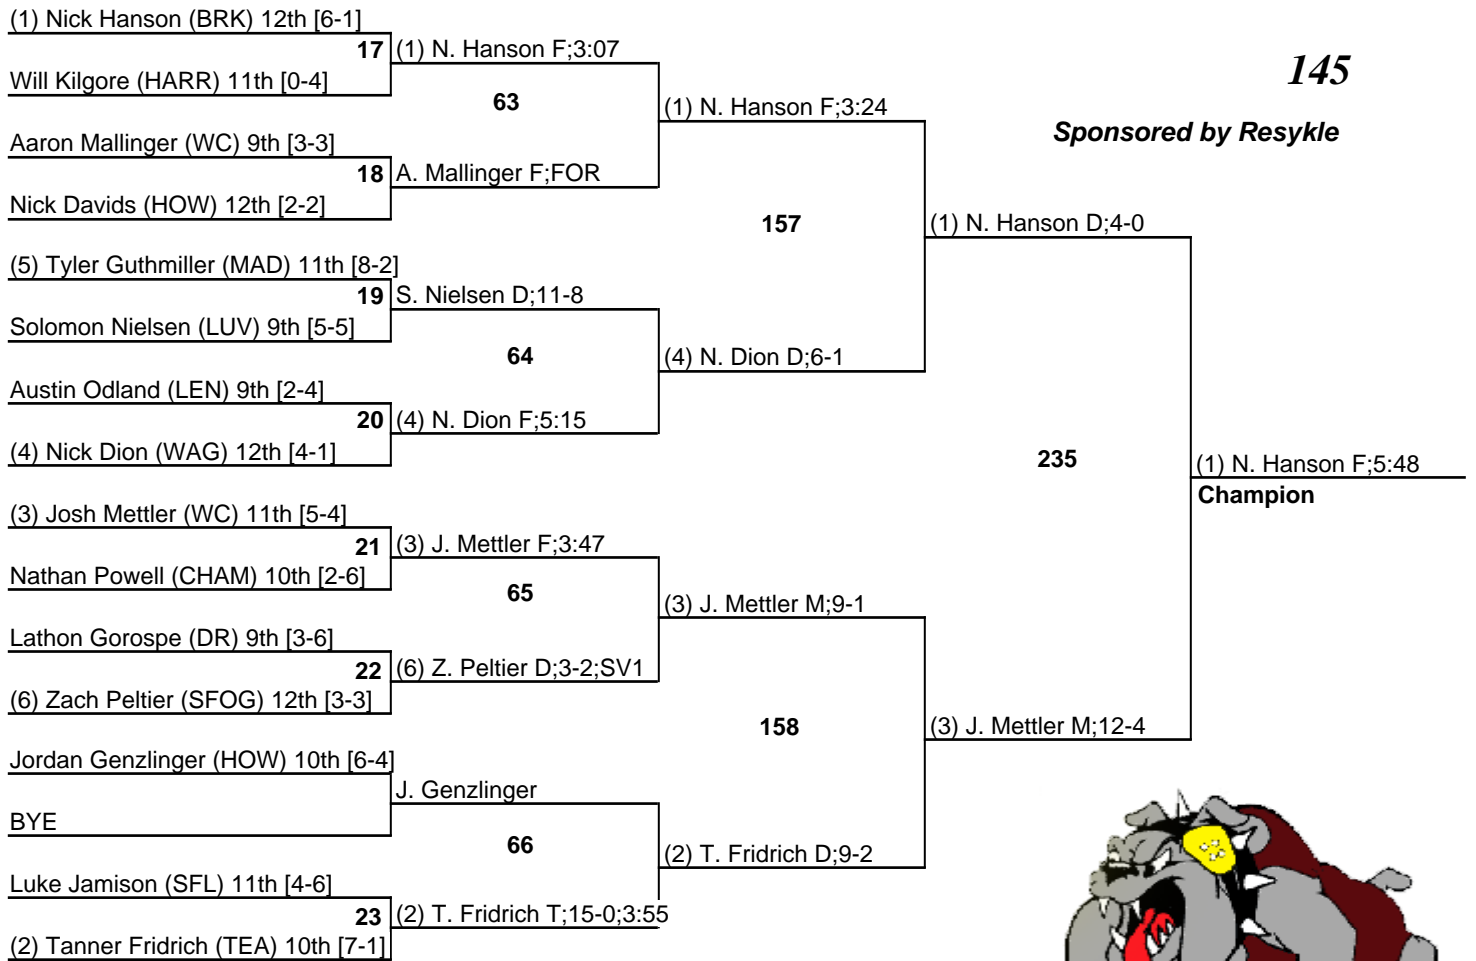 (1) Nick Hanson (BRK) 12th [6-1]
17 (1) N. Hanson F;3:07
Will Kilgore (HARR) 11th [0-4]
63
(1) N. Hanson F;3:24
Aaron Mallinger (WC) 9th [3-3]
18 A. Mallinger F;FOR
Nick Davids (HOW) 12th [2-2]
157
(1) N. Hanson D;4-0
(5) Tyler Guthmiller (MAD) 11th [8-2]
19 S. Nielsen D;11-8
Solomon Nielsen (LUV) 9th [5-5]
64
(4) N. Dion D;6-1
Austin Odland (LEN) 9th [2-4]
20 (4) N. Dion F;5:15
(4) Nick Dion (WAG) 12th [4-1]
235
(1) N. Hanson F;5:48
Champion
(3) Josh Mettler (WC) 11th [5-4]
21 (3) J. Mettler F;3:47
Nathan Powell (CHAM) 10th [2-6]
65
(3) J. Mettler M;9-1
Lathon Gorospe (DR) 9th [3-6]
22 (6) Z. Peltier D;3-2;SV1
(6) Zach Peltier (SFOG) 12th [3-3]
158
(3) J. Mettler M;12-4
Jordan Genzlinger (HOW) 10th [6-4]
J. Genzlinger
BYE
66
(2) T. Fridrich D;9-2
Luke Jamison (SFL) 11th [4-6]
23 (2) T. Fridrich T;15-0;3:55
(2) Tanner Fridrich (TEA) 10th [7-1]
145
Sponsored by Resykle